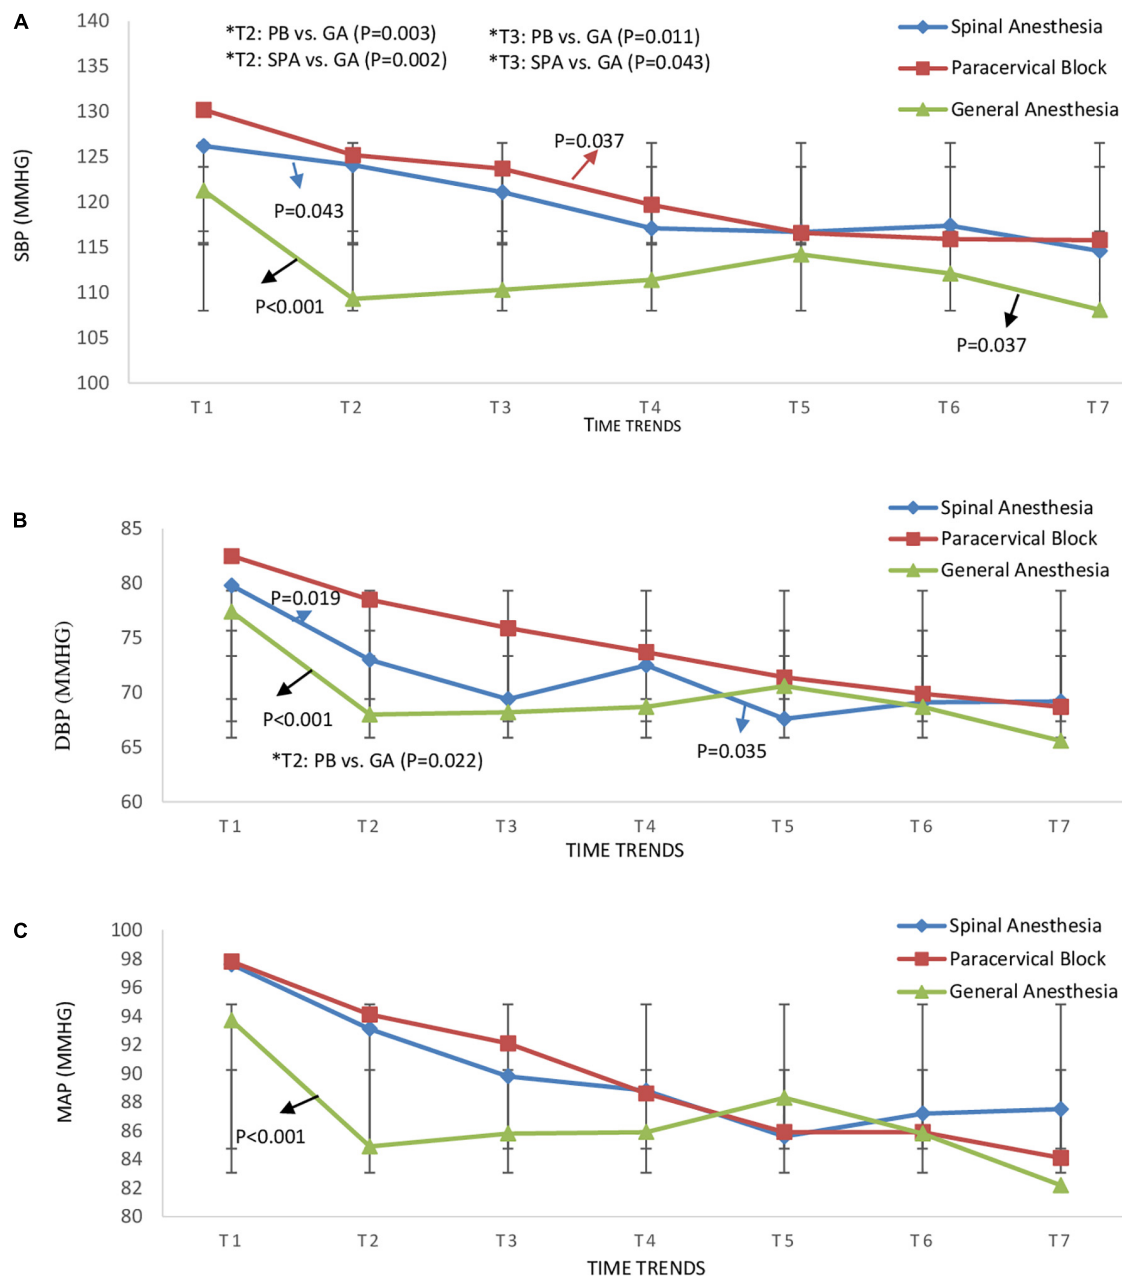 A
*T2: PB vs. GA (P=0.003)
*T2: SPA vs. GA (P=0.002)
*T3: PB vs. GA (P=0.011)
*T3: SPA vs. GA (P=0.043)
Spinal Anesthesia
Paracervical Block
General Anesthesia
SBP (MMHG)
140
135
130
125
120
115
110
105
100
P=0.043
P<0.001
P=0.037
P=0.037
T1 T2 T3 T4 T5 T6 T7
TIME TRENDS
B
Spinal Anesthesia
Paracervical Block
General Anesthesia
DBP (MMHG)
85
80
75
70
65
60
P=0.019
P<0.001
*T2: PB vs. GA (P=0.022)
P=0.035
T1 T2 T3 T4 T5 T6 T7
TIME TRENDS
C
Spinal Anesthesia
Paracervical Block
General Anesthesia
MAP (MMHG)
100
98
96
94
92
90
88
86
84
82
80
P<0.001
T1 T2 T3 T4 T5 T6 T7
TIME TRENDS